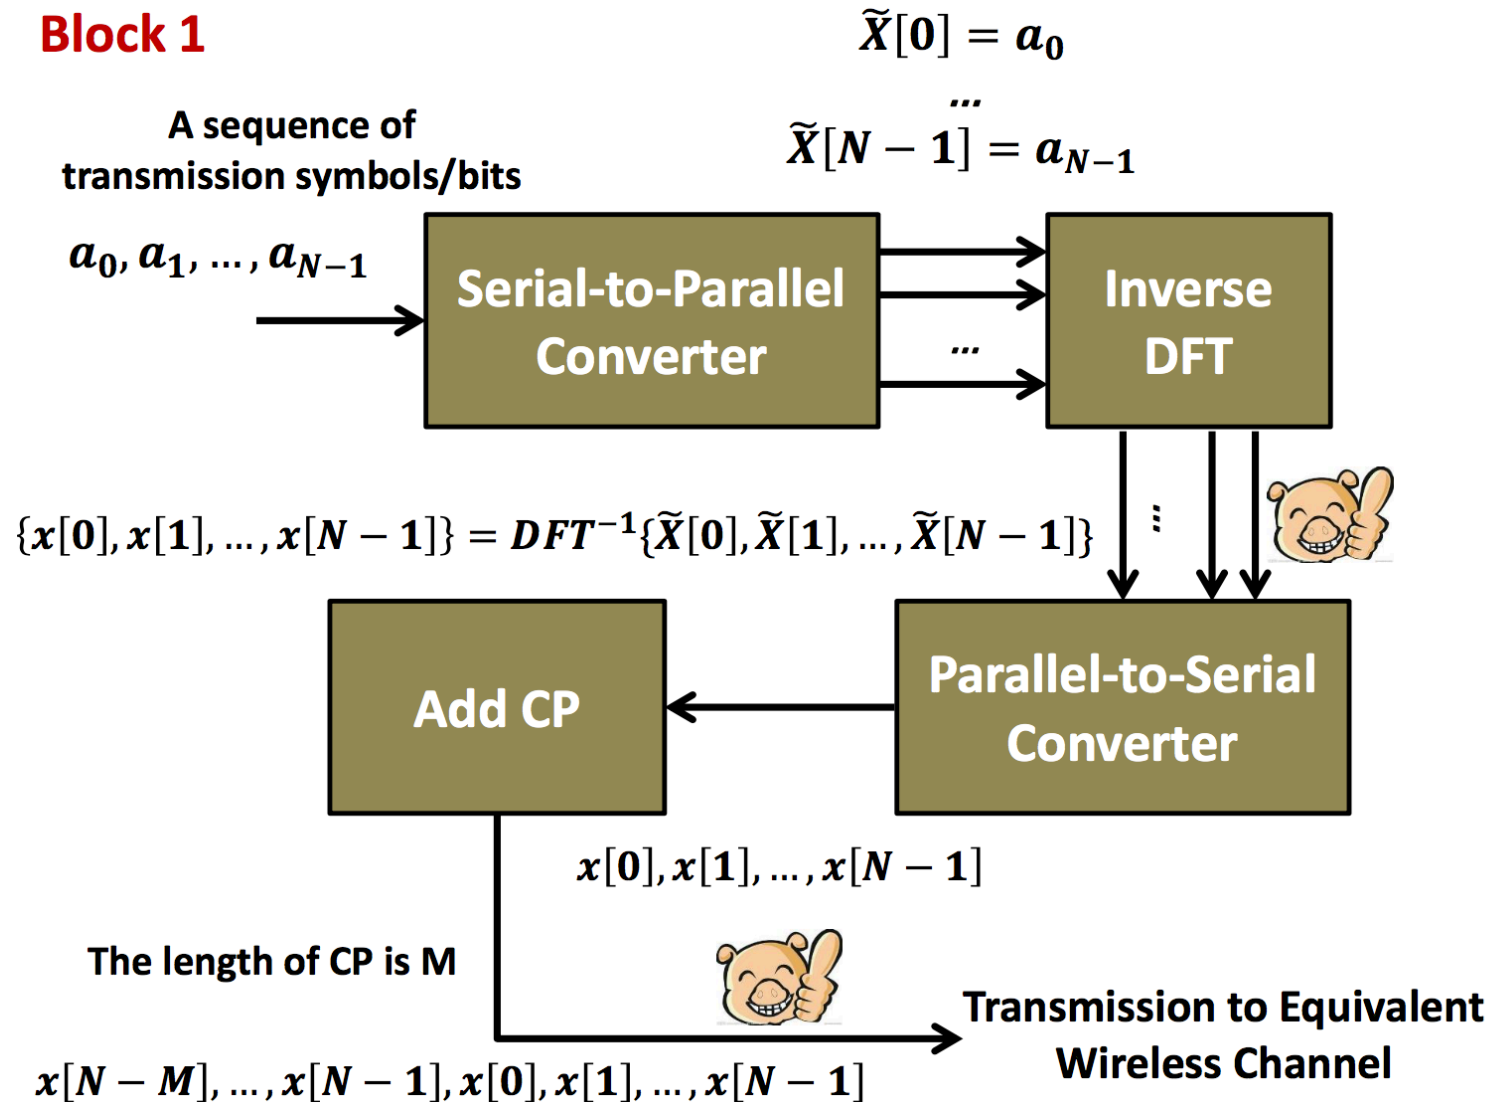 Block 1
X̃[0] = a₀
...
X̃[N − 1] = a_{N−1}
A sequence of
transmission symbols/bits
a₀, a₁, ..., a_{N−1}
Serial-to-Parallel
Converter
...
Inverse
DFT
{x[0], x[1], ..., x[N − 1]} = DFT⁻¹{X̃[0], X̃[1], ..., X̃[N − 1]}
...
Add CP
Parallel-to-Serial
Converter
x[0], x[1], ..., x[N − 1]
The length of CP is M
Transmission to Equivalent
Wireless Channel
x[N − M], ..., x[N − 1], x[0], x[1], ..., x[N − 1]